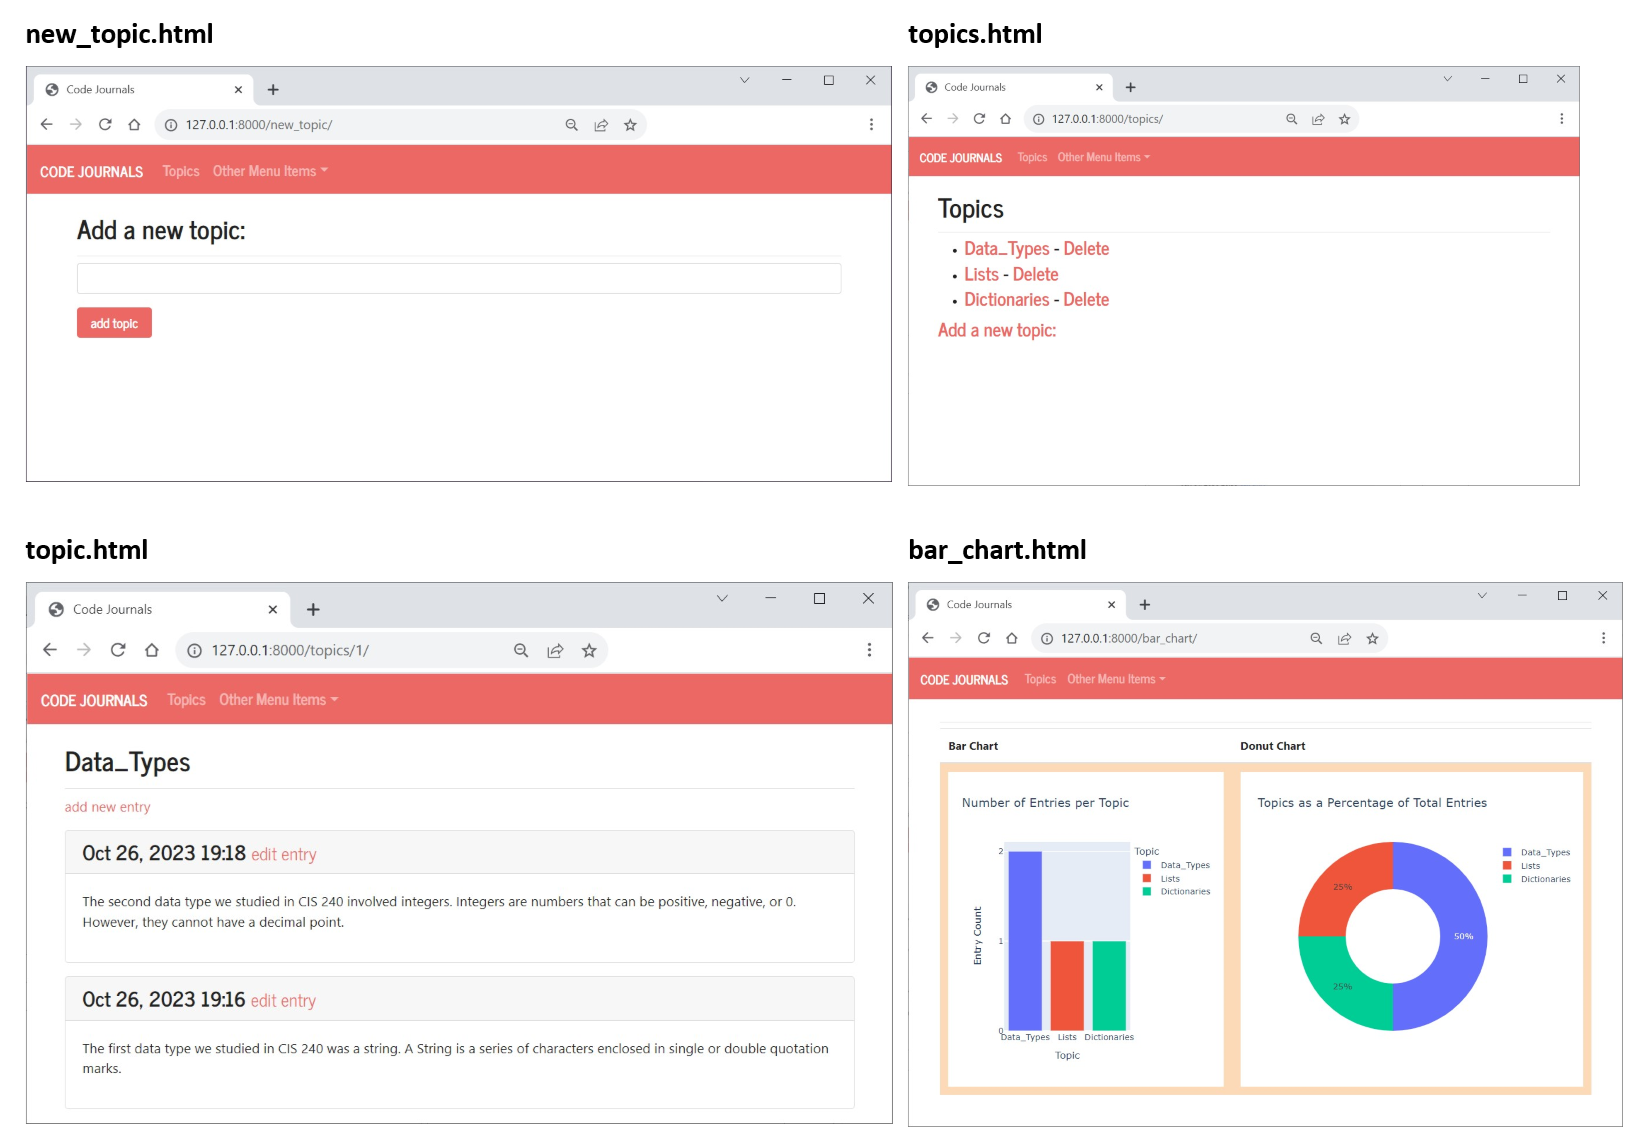 new_topic.html
Code Journals
127.0.0.1:8000/new_topic/
CODE JOURNALS Topics Other Menu Items
Add a new topic:
add topic
topics.html
Code Journals
127.0.0.1:8000/topics/
CODE JOURNALS Topics Other Menu Items
Topics
• Data_Types - Delete
• Lists - Delete
• Dictionaries - Delete
Add a new topic:
topic.html
Code Journals
127.0.0.1:8000/topics/1/
CODE JOURNALS Topics Other Menu Items
Data_Types
add new entry
Oct 26, 2023 19:18 edit entry
The second data type we studied in CIS 240 involved integers. Integers are numbers that can be positive, negative, or 0.
However, they cannot have a decimal point.
Oct 26, 2023 19:16 edit entry
The first data type we studied in CIS 240 was a string. A String is a series of characters enclosed in single or double quotation
marks.
bar_chart.html
Code Journals
127.0.0.1:8000/bar_chart/
CODE JOURNALS Topics Other Menu Items
Bar Chart
Number of Entries per Topic
2
1
0
Entry Count
Data_Types Lists Dictionaries
Topic
Topic
Data_Types
Lists
Dictionaries
Donut Chart
Topics as a Percentage of Total Entries
25%
50%
25%
Data_Types
Lists
Dictionaries